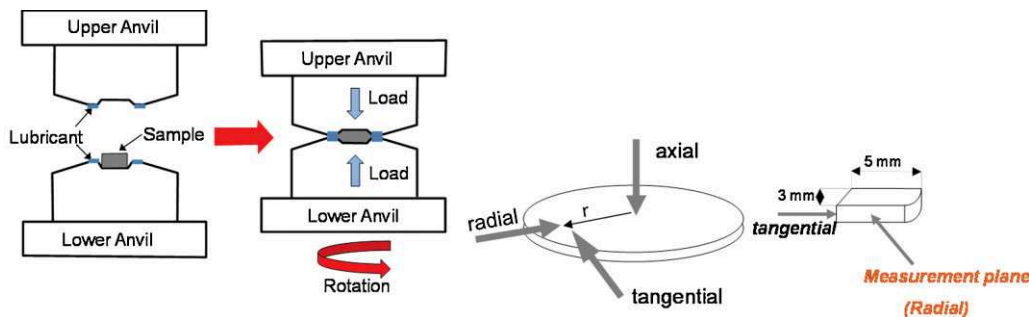 Upper Anvil
Lubricant
Sample
Lower Anvil
Upper Anvil
Load
Load
Lower Anvil
Rotation
axial
radial
r
tangential
5 mm
3 mm
tangential
Measurement plane
(Radial)